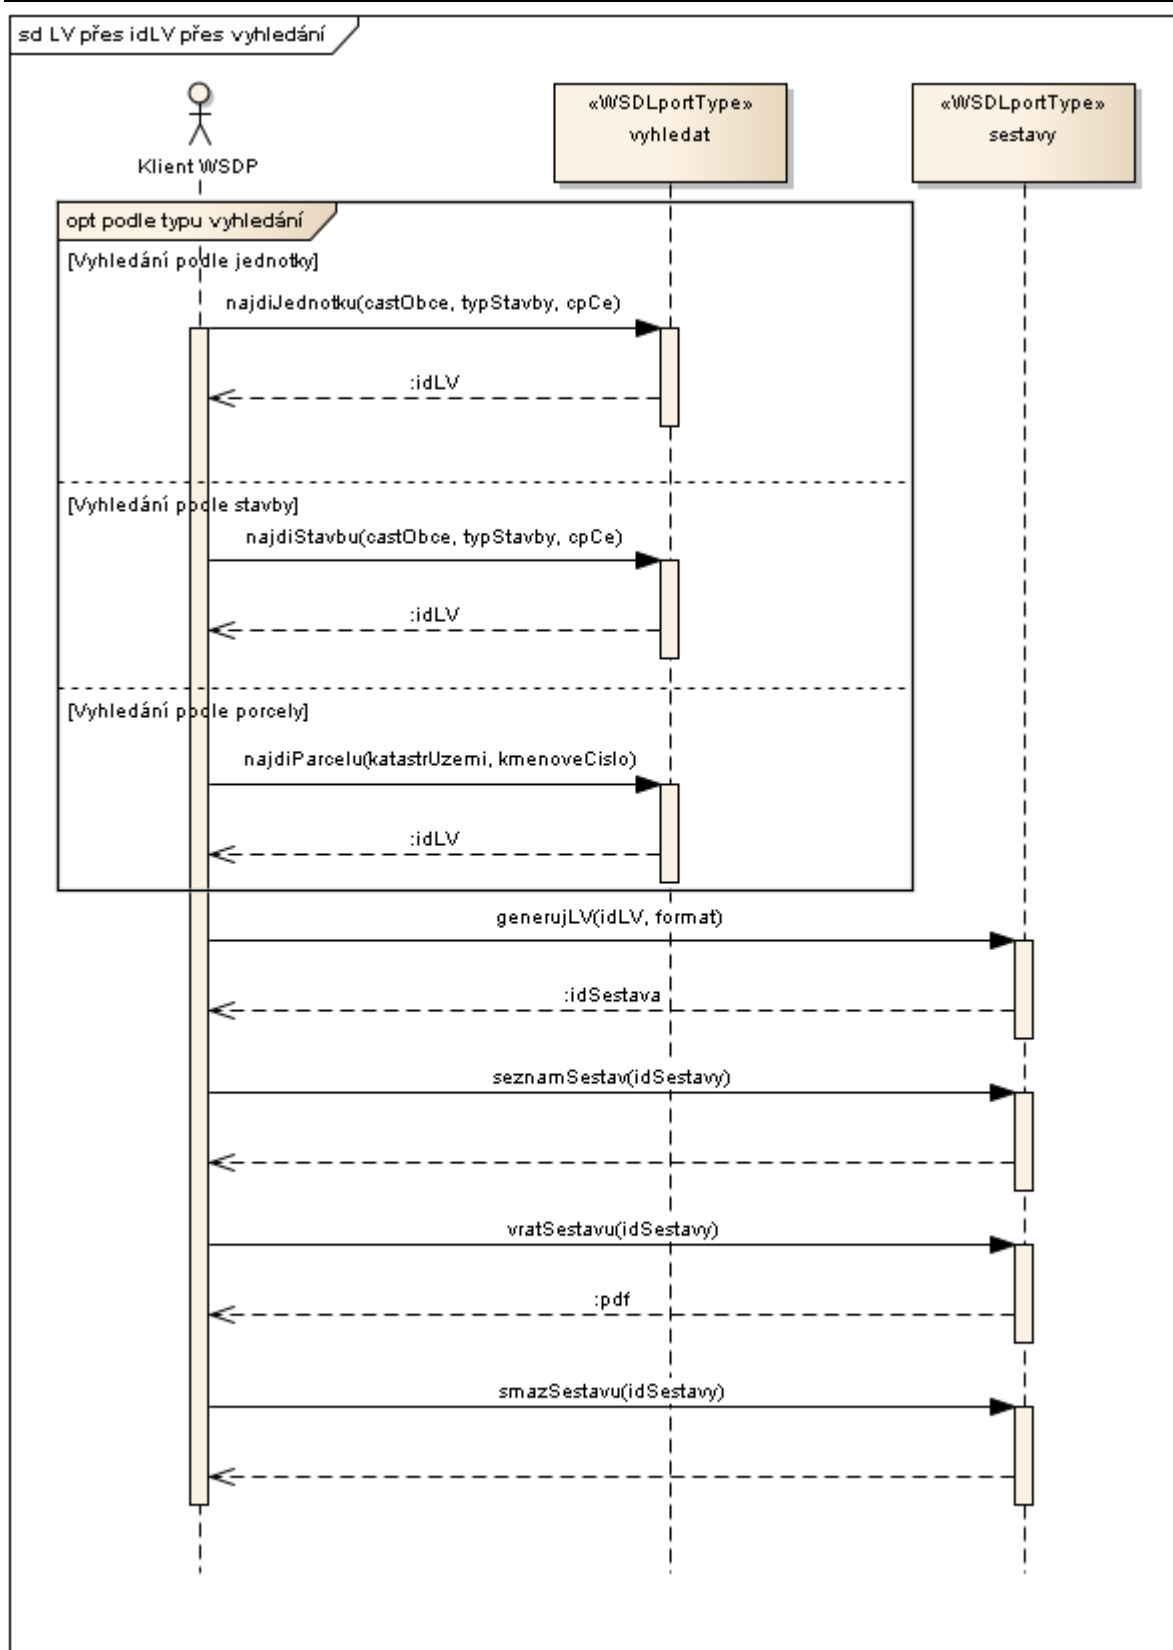 sd LV přes idLV přes vyhledání
«WSDLportType»
vyhledat
«WSDLportType»
sestavy
Klient WSDP
opt podle typu vyhledání
[Vyhledání podle jednotky]
najdiJednotku(castObce, typStavby, cpCe)
:idLV
[Vyhledání podle stavby]
najdiStavbu(castObce, typStavby, cpCe)
:idLV
[Vyhledání podle porcely]
najdiParcelu(katastrUzemi, kmenoveCislo)
:idLV
generujLV(idLV, format)
:idSestava
seznamSestav(idSestavy)
vratSestavu(idSestavy)
:pdf
smazSestavu(idSestavy)